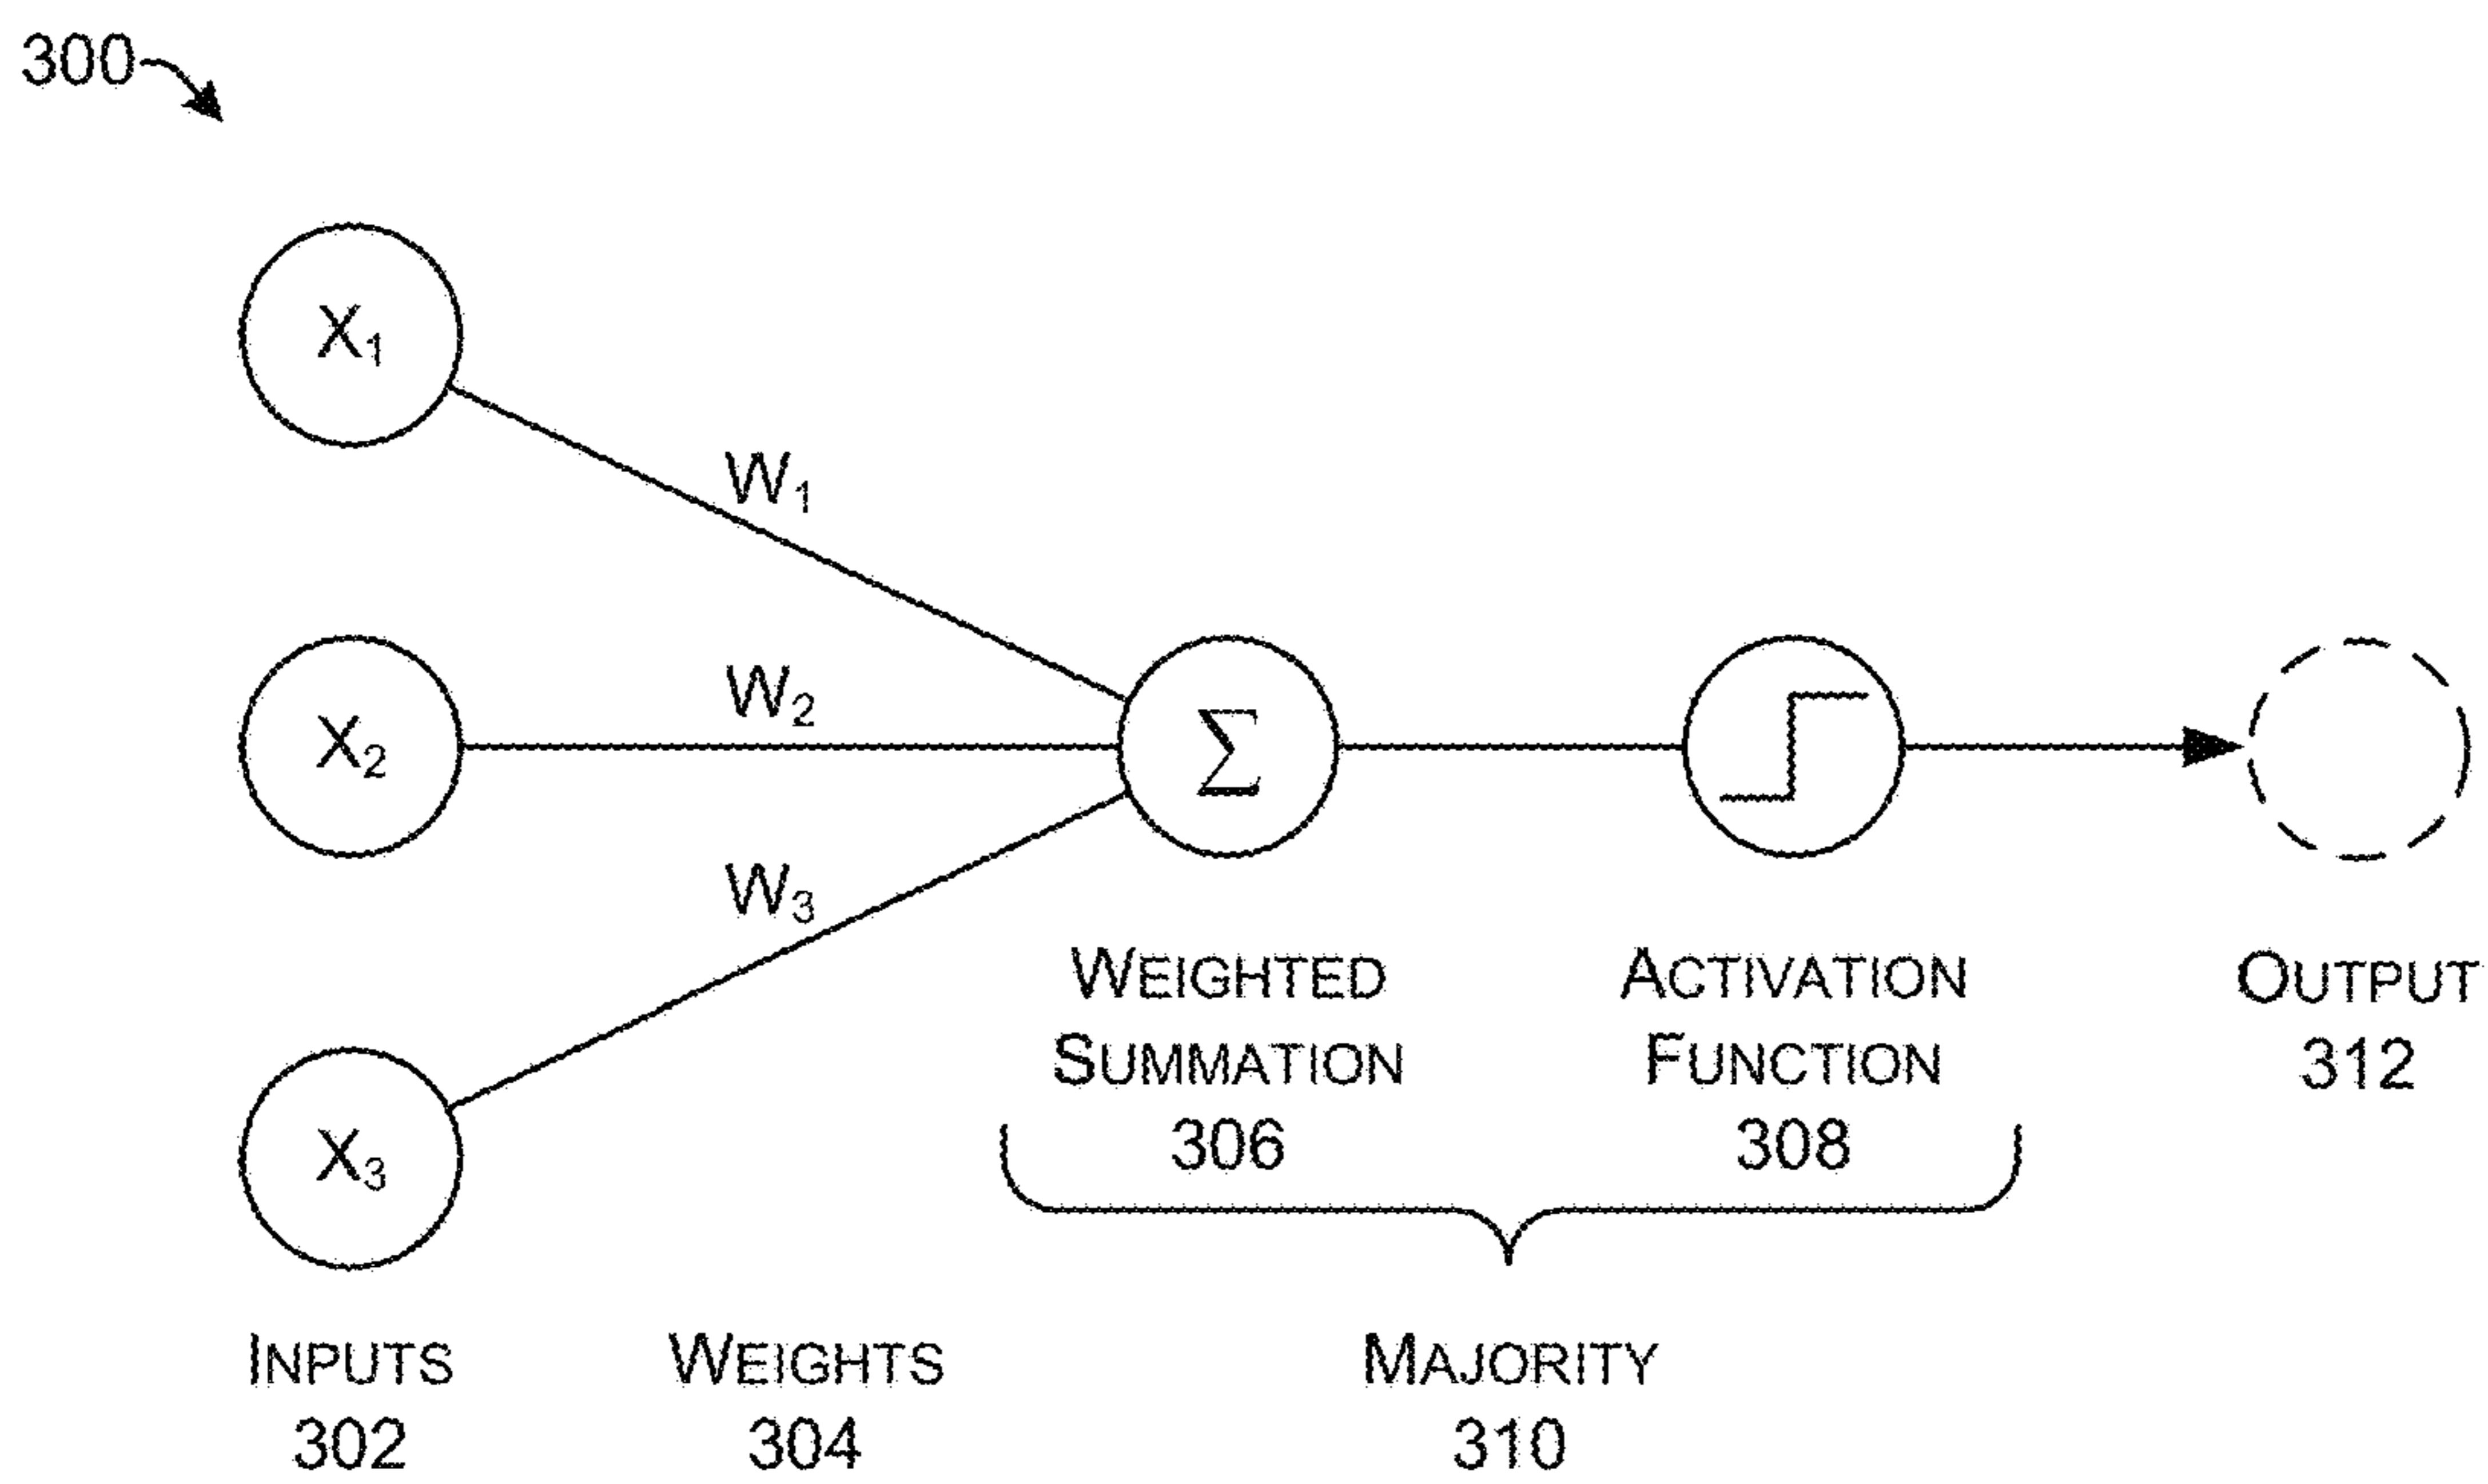 300
X1
W1
X2
W2
Σ
W3
X3
WEIGHTED
SUMMATION
306
ACTIVATION
FUNCTION
308
OUTPUT
312
INPUTS
302
WEIGHTS
304
MAJORITY
310